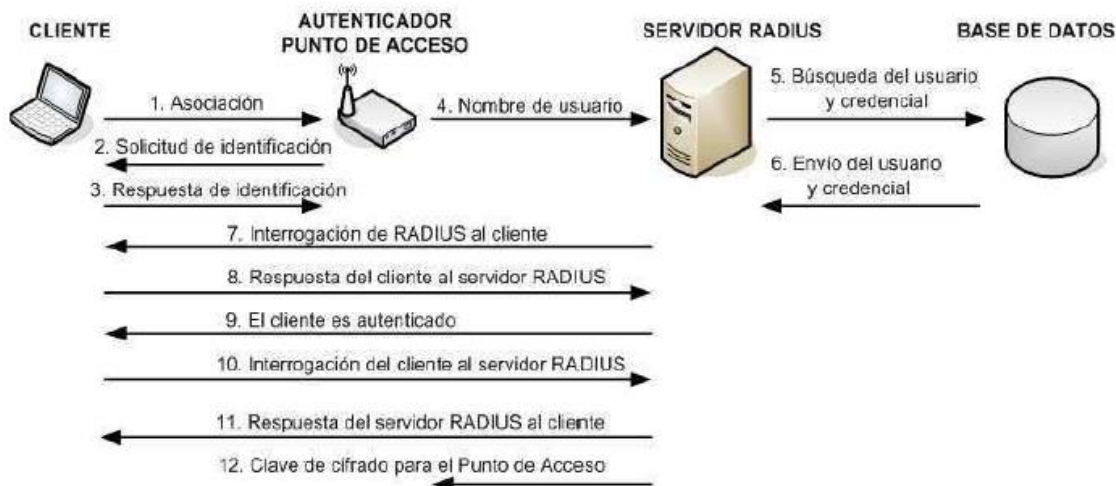 CLIENTE
AUTENTICADOR
PUNTO DE ACCESO
SERVIDOR RADIUS
BASE DE DATOS
1. Asociación
2. Solicitud de identificación
3. Respuesta de identificación
4. Nombre de usuario
5. Búsqueda del usuario
y credencial
6. Envío del usuario
y credencial
7. Interrogación de RADIUS al cliente
8. Respuesta del cliente al servidor RADIUS
9. El cliente es autenticado
10. Interrogación del cliente al servidor RADIUS
11. Respuesta del servidor RADIUS al cliente
12. Clave de cifrado para el Punto de Acceso